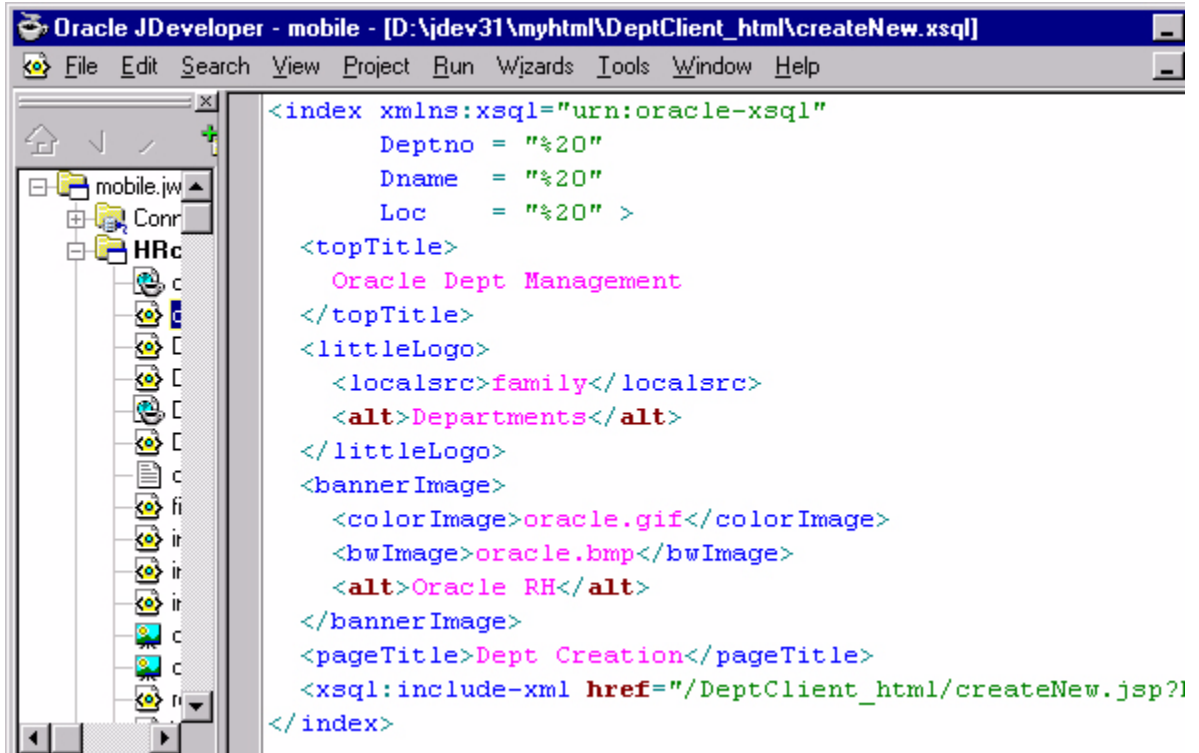 Oracle JDeveloper - mobile - [D:\jdev31\myhtml\DeptClient_html\createNew.xsql]
File Edit Search View Project Run Wizards Tools Window Help
mobile.jw
Conr
HRc
<index xmlns:xsql="urn:oracle-xsql"
Deptno = "%20"
Dname = "%20"
Loc = "%20" >
<topTitle>
Oracle Dept Management
</topTitle>
<littleLogo>
<localsrc>family</localsrc>
<alt>Departments</alt>
</littleLogo>
<bannerImage>
<colorImage>oracle.gif</colorImage>
<bwImage>oracle.bmp</bwImage>
<alt>Oracle RH</alt>
</bannerImage>
<pageTitle>Dept Creation</pageTitle>
<xsql:include-xml href="/DeptClient_html/createNew.jsp?
</index>